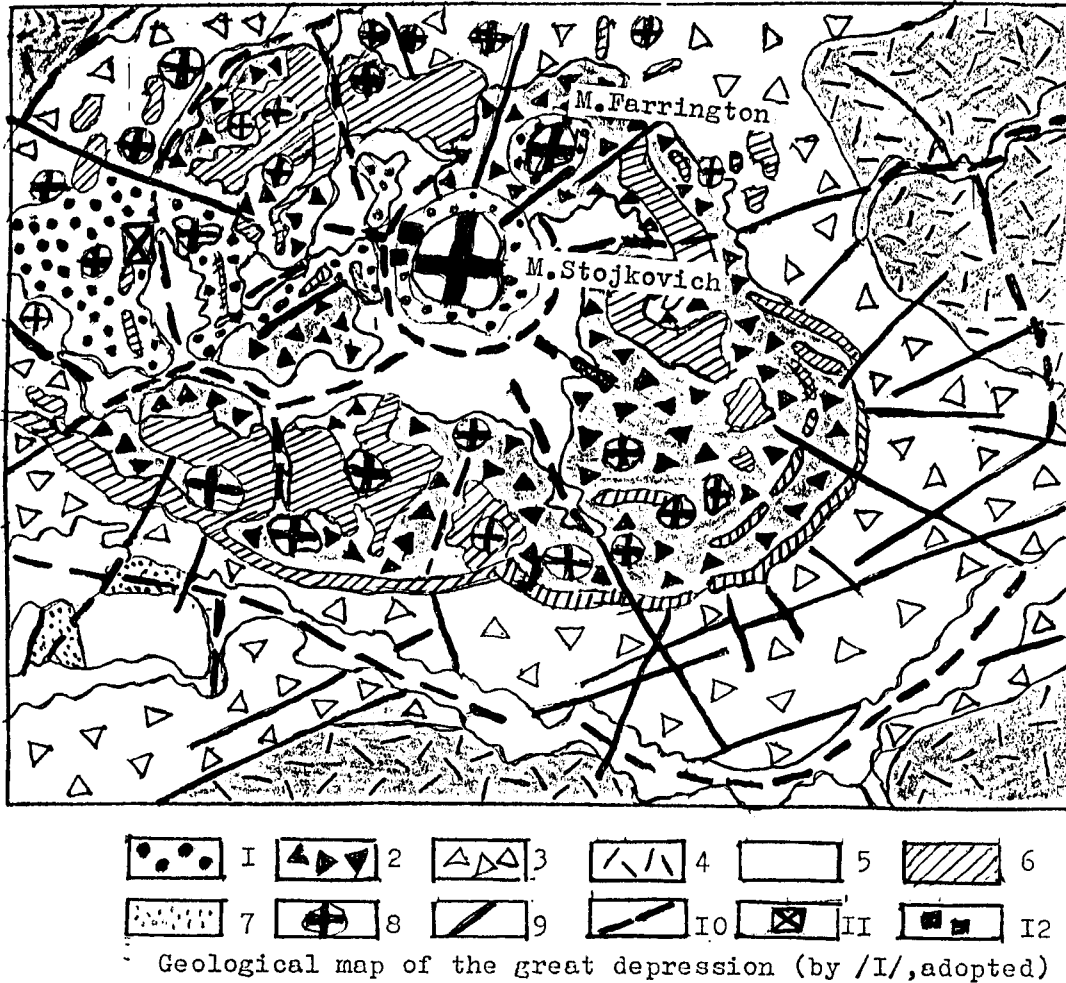 M.Farrington
M.Stojkovich
I 2 3 4 5 6
7 8 9 IO II I2
Geological map of the great depression (by /I/,adopted)